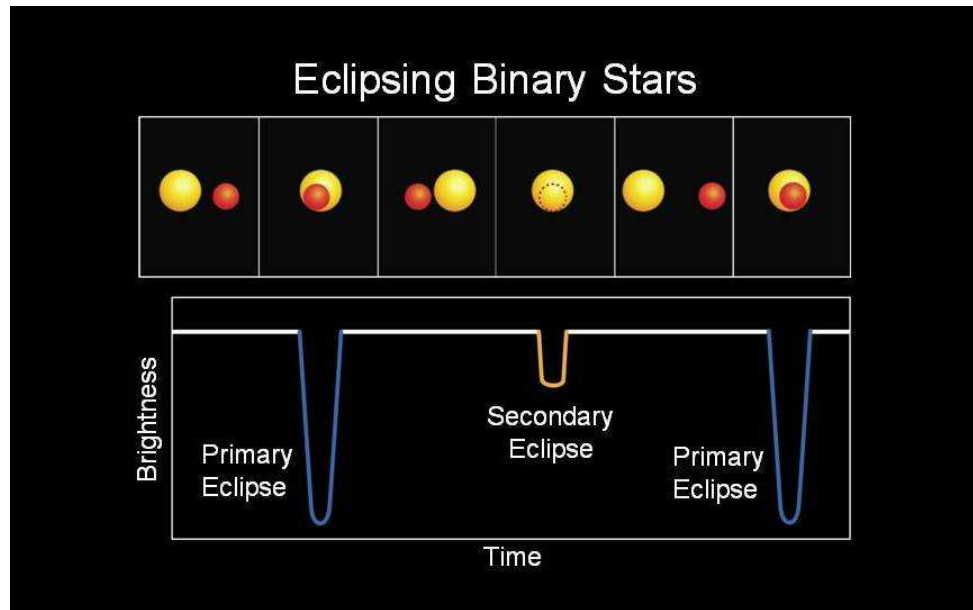 Eclipsing Binary Stars
Brightness
Primary
Eclipse
Secondary
Eclipse
Primary
Eclipse
Time